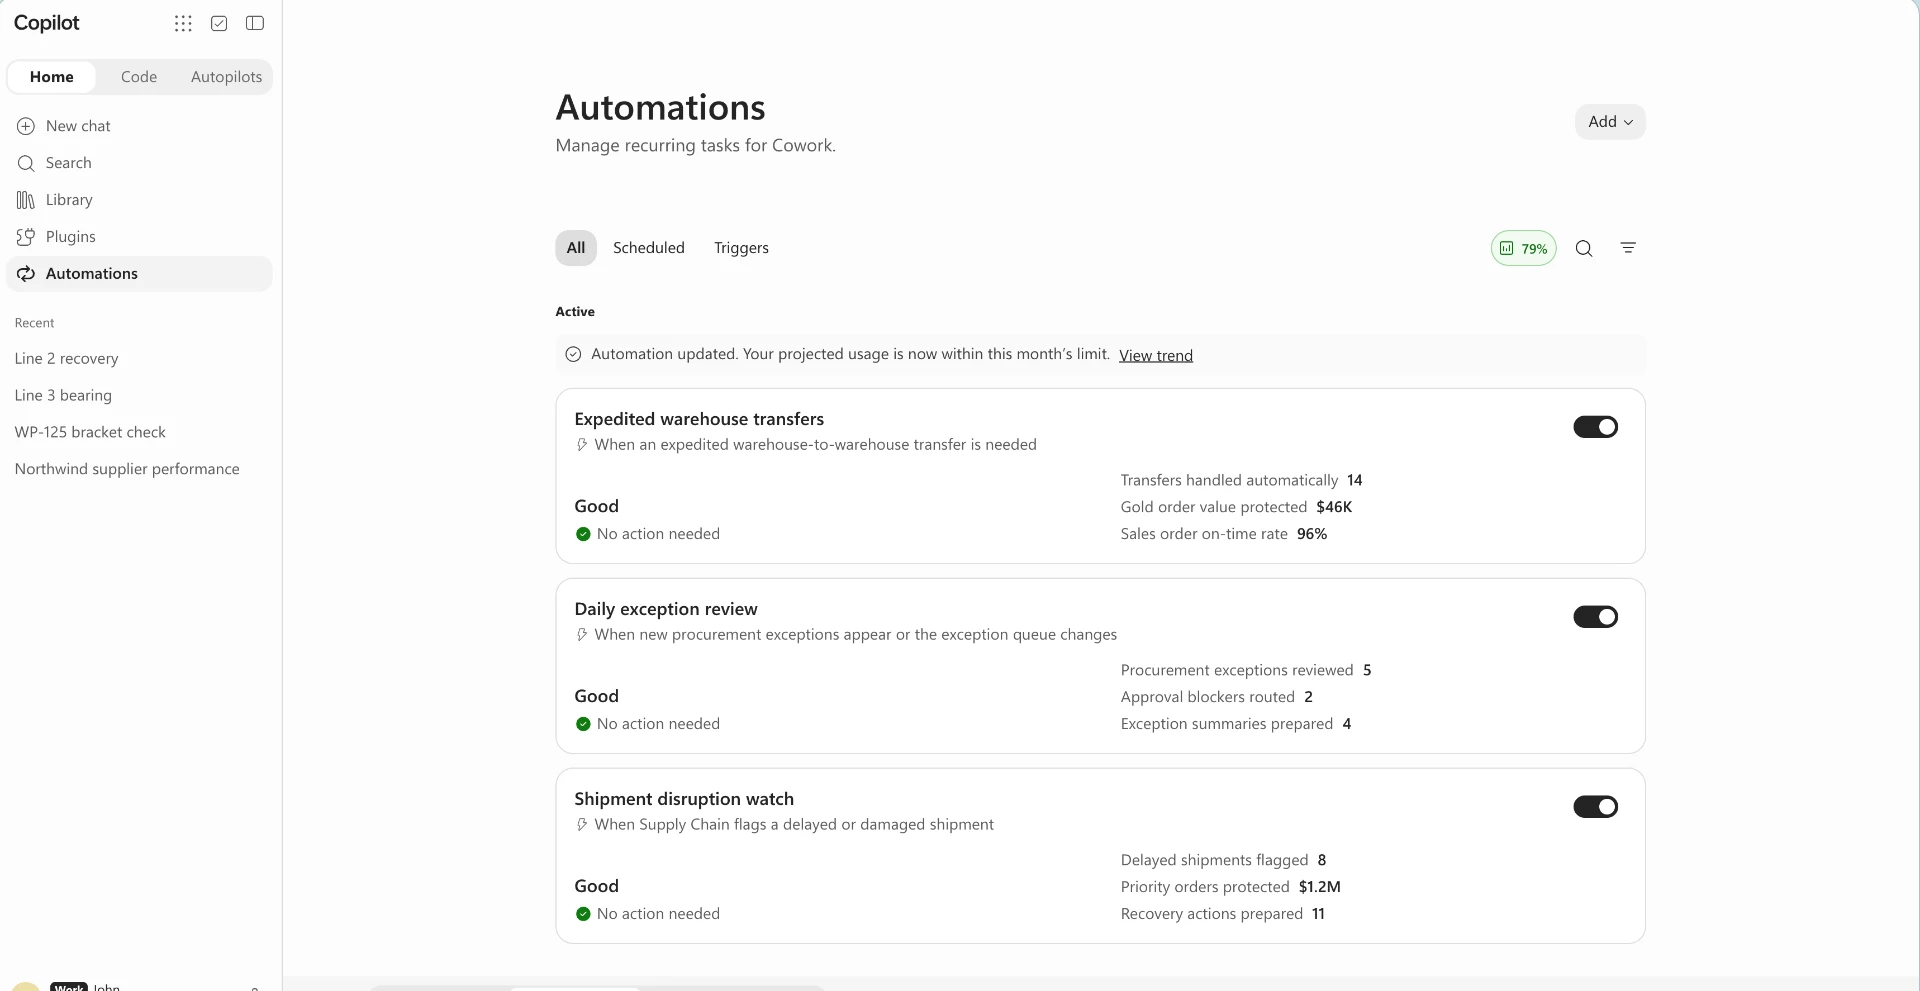 Copilot
Home
Code
Autopilots
New chat
Search
Library
Plugins
Automations
Recent
Line 2 recovery
Line 3 bearing
WP-125 bracket check
Northwind supplier performance
Work John
Automations
Manage recurring tasks for Cowork.
Add
All
Scheduled
Triggers
79%
Active
Automation updated. Your projected usage is now within this month’s limit. View trend
Expedited warehouse transfers
When an expedited warehouse-to-warehouse transfer is needed
Good
No action needed
Transfers handled automatically 14
Gold order value protected $46K
Sales order on-time rate 96%
Daily exception review
When new procurement exceptions appear or the exception queue changes
Good
No action needed
Procurement exceptions reviewed 5
Approval blockers routed 2
Exception summaries prepared 4
Shipment disruption watch
When Supply Chain flags a delayed or damaged shipment
Good
No action needed
Delayed shipments flagged 8
Priority orders protected $1.2M
Recovery actions prepared 11